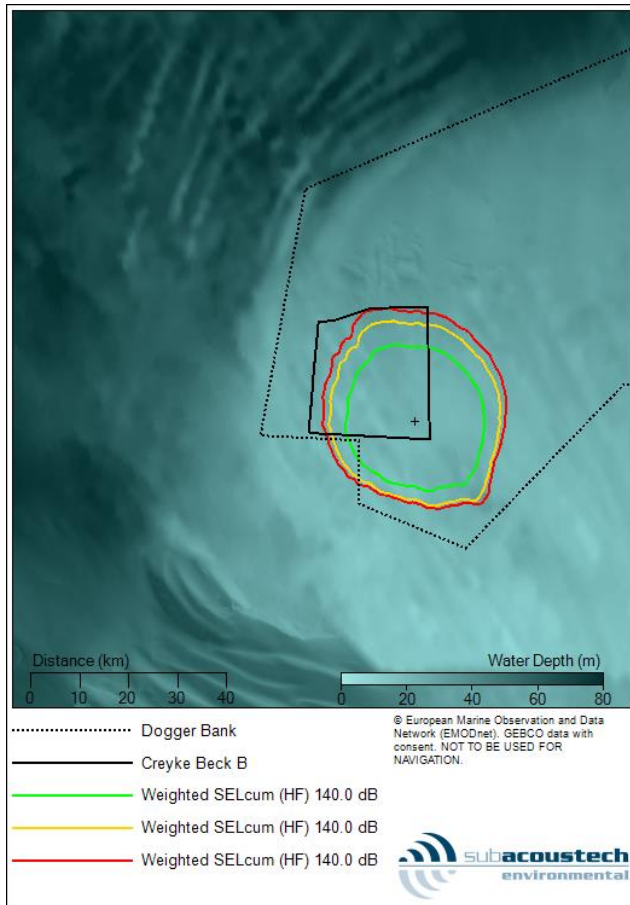 Distance (km)
0 10 20 30 40
Water Depth (m)
0 20 40 60 80
Dogger Bank
Creyke Beck B
Weighted SELcum (HF) 140.0 dB
Weighted SELcum (HF) 140.0 dB
Weighted SELcum (HF) 140.0 dB
© European Marine Observation and Data
Network (EMODnet). GEBCO data with
consent. NOT TO BE USED FOR
NAVIGATION.
subacoustech
environmental